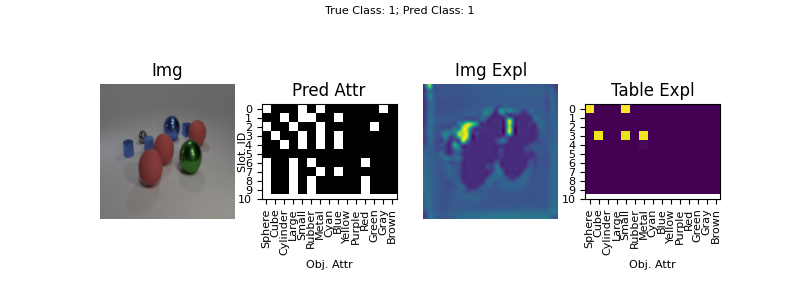 True Class: 1; Pred Class: 1
Img
Pred Attr
Img Expl
Table Expl
Slot. ID
0
1
2
3
4
5
6
7
8
9
10
Sphere
Cube
Cylinder
Large
Small
Rubber
Metal
Cyan
Blue
Yellow
Purple
Red
Green
Gray
Brown
Obj. Attr
0
1
2
3
4
5
6
7
8
9
10
Sphere
Cube
Cylinder
Large
Small
Rubber
Metal
Cyan
Blue
Yellow
Purple
Red
Green
Gray
Brown
Obj. Attr